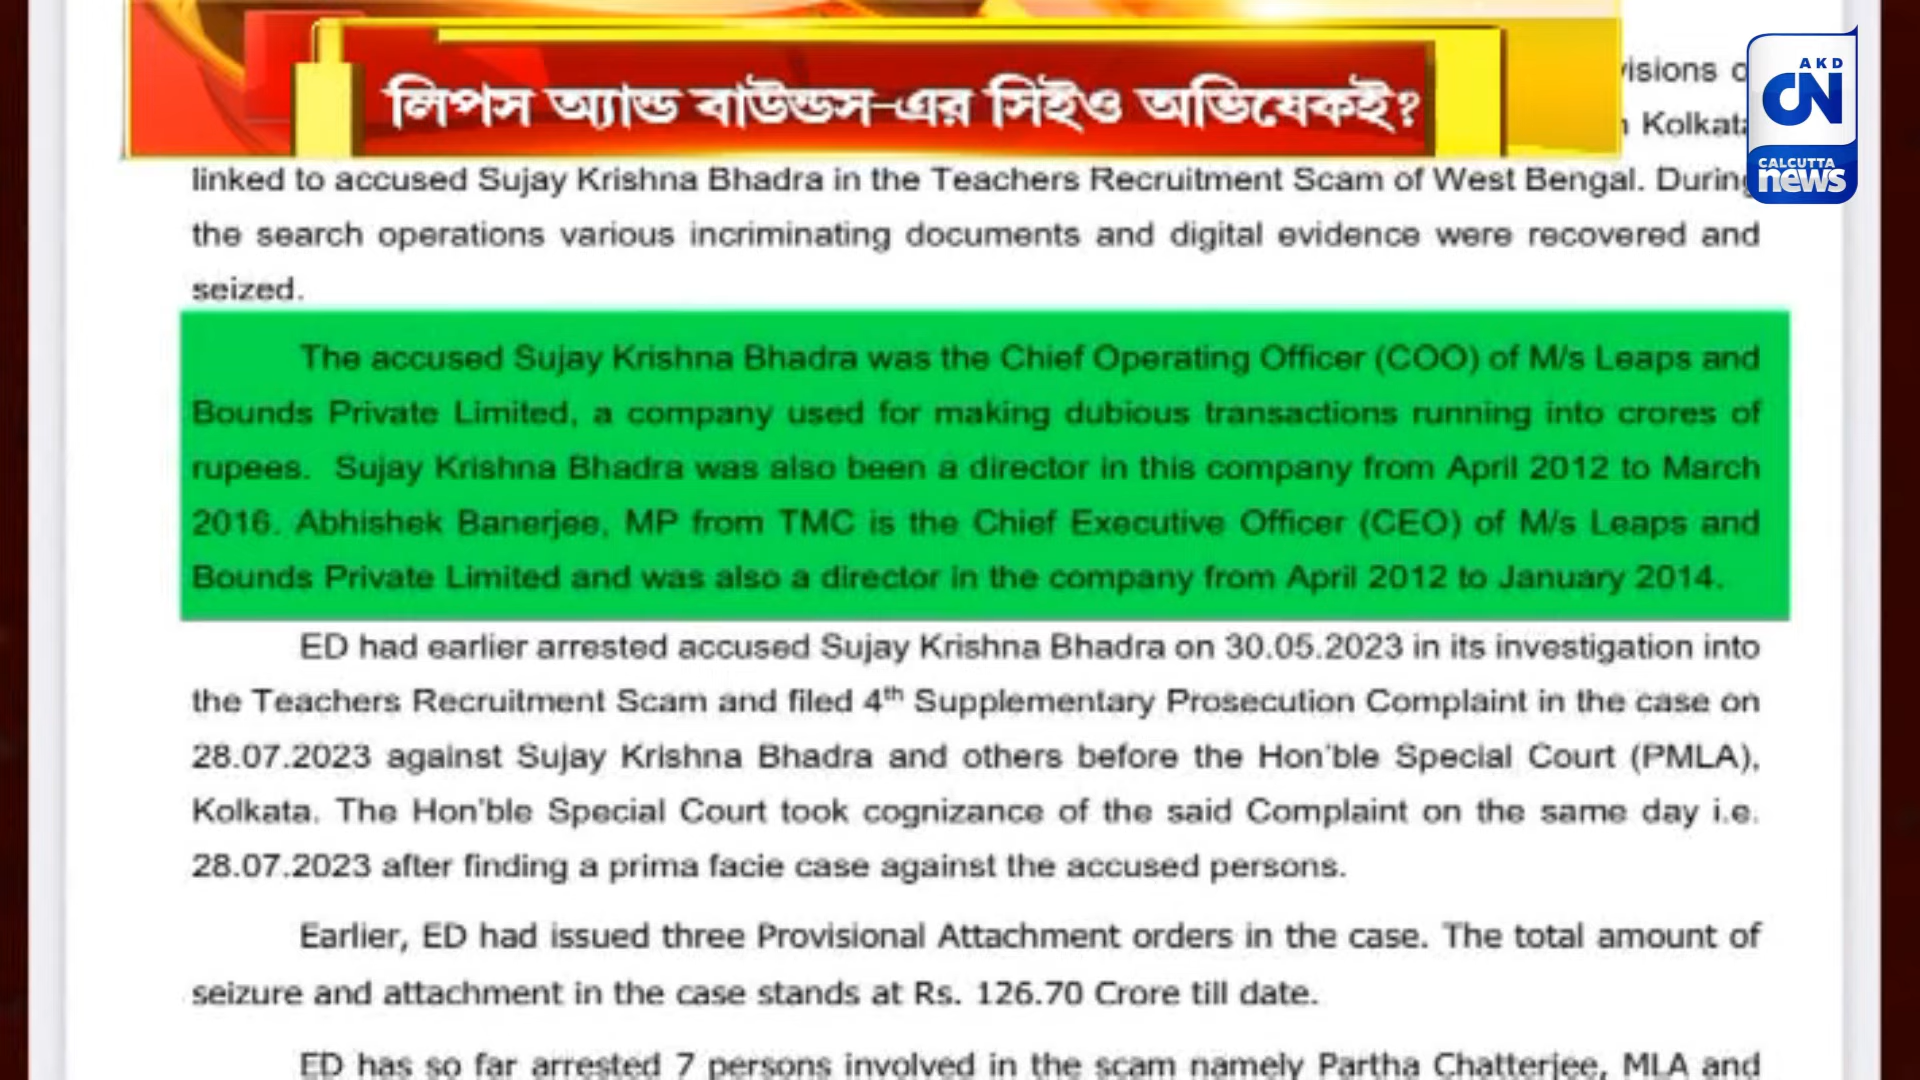 লিপস অ্যান্ড বাউন্ডস-এর সিইও অভিষেকই?
AKD
CN
CALCUTTA
news
Kolkata
linked to accused Sujay Krishna Bhadra in the Teachers Recruitment Scam of West Bengal. During
the search operations various incriminating documents and digital evidence were recovered and
seized.
The accused Sujay Krishna Bhadra was the Chief Operating Officer (COO) of M/s Leaps and
Bounds Private Limited, a company used for making dubious transactions running into crores of
rupees. Sujay Krishna Bhadra was also been a director in this company from April 2012 to March
2016. Abhishek Banerjee, MP from TMC is the Chief Executive Officer (CEO) of M/s Leaps and
Bounds Private Limited and was also a director in the company from April 2012 to January 2014.
ED had earlier arrested accused Sujay Krishna Bhadra on 30.05.2023 in its investigation into
the Teachers Recruitment Scam and filed 4th Supplementary Prosecution Complaint in the case on
28.07.2023 against Sujay Krishna Bhadra and others before the Hon'ble Special Court (PMLA),
Kolkata. The Hon'ble Special Court took cognizance of the said Complaint on the same day i.e.
28.07.2023 after finding a prima facie case against the accused persons.
Earlier, ED had issued three Provisional Attachment orders in the case. The total amount of
seizure and attachment in the case stands at Rs. 126.70 Crore till date.
ED has so far arrested 7 persons involved in the scam namely Partha Chatterjee, MLA and